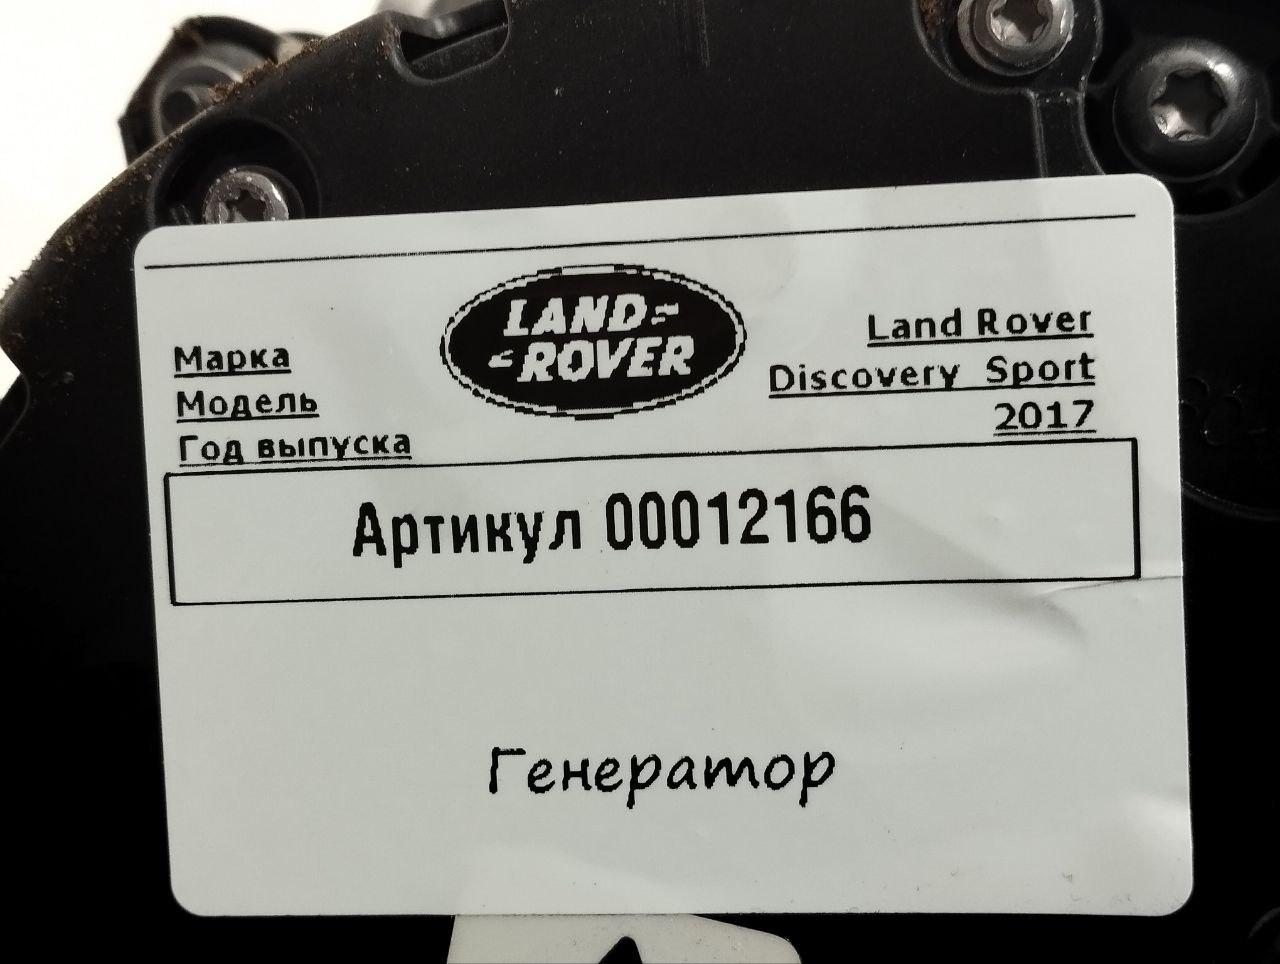 LAND
ROVER
Марка
Land Rover
Модель
Discovery Sport
Год выпуска
2017
Артикул 00012166
Генератор